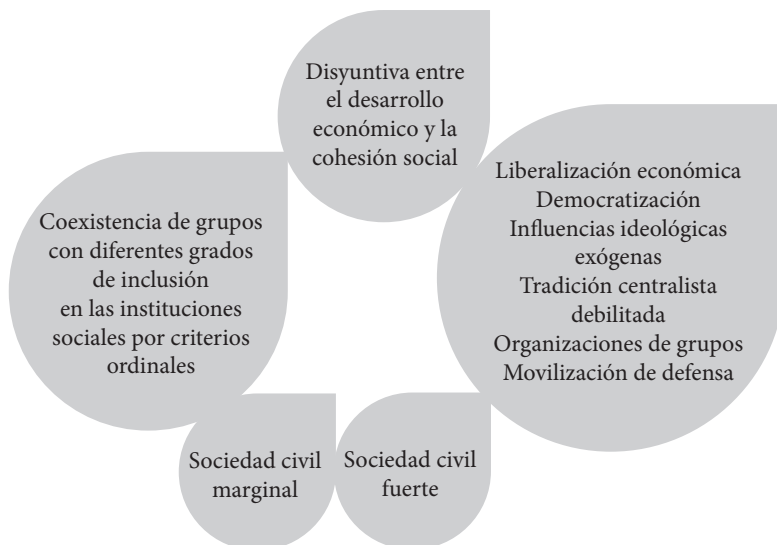 Disyuntiva entre
el desarrollo
económico y la
cohesión social
Coexistencia de grupos
con diferentes grados
de inclusión
en las instituciones
sociales por criterios
ordinales
Liberalización económica
Democratización
Influencias ideológicas
exógenas
Tradición centralista
debilitada
Organizaciones de grupos
Movilización de defensa
Sociedad civil
marginal
Sociedad civil
fuerte